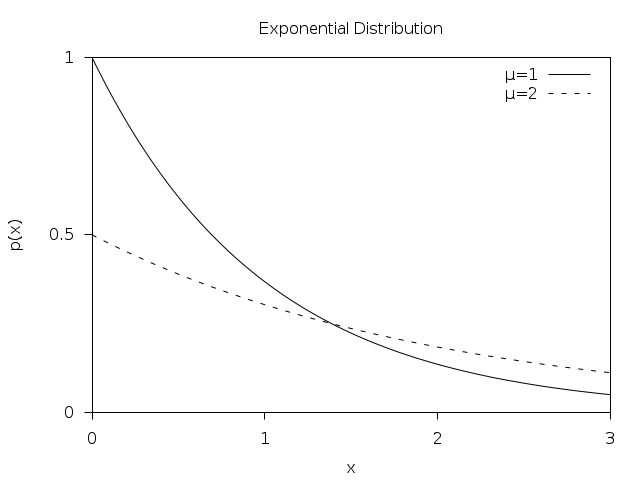 Exponential Distribution
1
μ=1
μ=2
p(x)
0.5
0
0
1
2
3
x